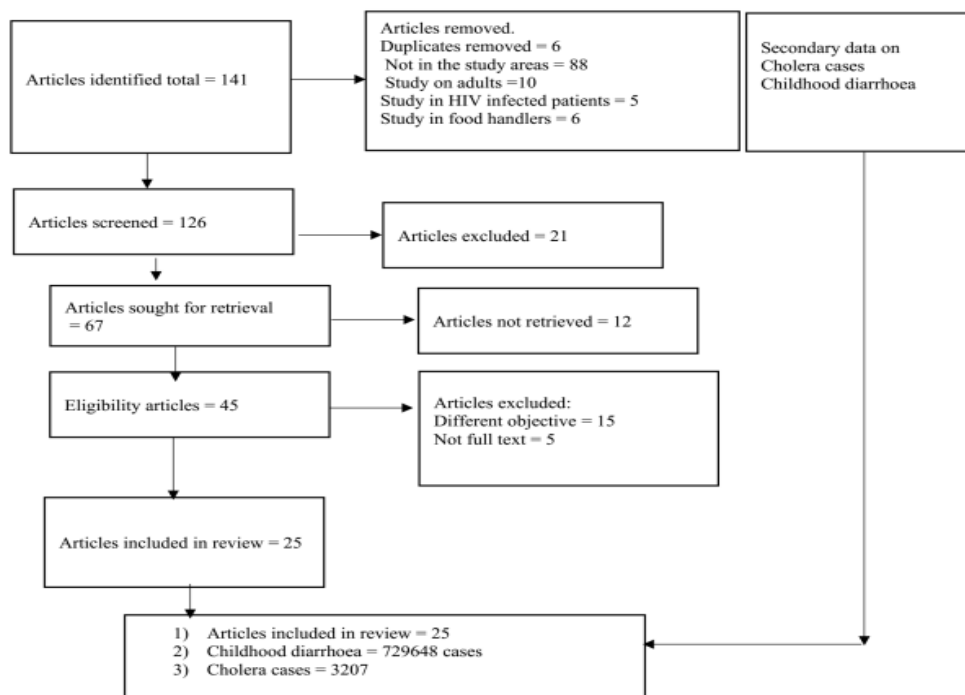 Articles identified total = 141
Articles removed.
Duplicates removed = 6
Not in the study areas = 88
Study on adults =10
Study in HIV infected patients = 5
Study in food handlers = 6
Secondary data on
Cholera cases
Childhood diarrhoea
Articles screened = 126
Articles excluded = 21
Articles sought for retrieval
= 67
Articles not retrieved = 12
Eligibility articles = 45
Articles excluded:
Different objective = 15
Not full text = 5
Articles included in review = 25
1) Articles included in review = 25
2) Childhood diarrhoea = 729648 cases
3) Cholera cases = 3207